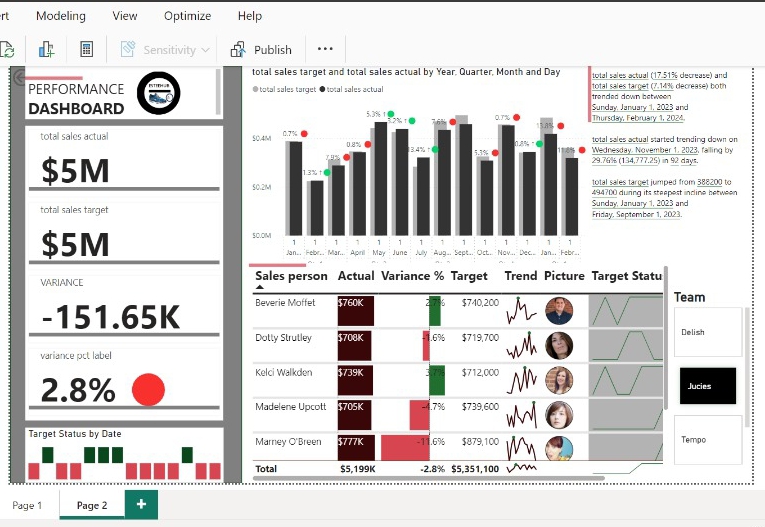 rt Modeling View Optimize Help
Sensitivity Publish ...
PERFORMANCE
DASHBOARD
total sales actual
$5M
total sales target
$5M
VARIANCE
-151.65K
variance pct label
2.8%
Target Status by Date
total sales target and total sales actual by Year, Quarter, Month and Day
total sales target total sales actual
$0.4M
$0.2M
$0.0M
0.7% 1.3% 7.9% 0.8% 5.3% 3.2% 13.4% 7.6% 5.3% 0.7% 0.8% 13.8%
1 1 1 1 1 1 1 1 1 1 1 1 1 1
Jan... Febr... Mar... April May June July Aug... Sept... Oct... Nov... Dec... Jan... Febr...
total sales actual (17.51% decrease) and
total sales target (7.14% decrease) both
trended down between
Sunday, January 1, 2023 and
Thursday, February 1, 2024.
total sales actual started trending down on
Wednesday, November 1, 2023, falling by
29.76% (134,777.25) in 92 days.
total sales target jumped from 388200 to
494700 during its steepest incline between
Sunday, January 1, 2023 and
Friday, September 1, 2023.
Sales person Actual Variance % Target Trend Picture Target Statu
Beverie Moffet $760K 2.7% $740,200
Dotty Strutley $708K -1.6% $719,700
Kelci Walkden $739K 3.7% $712,000
Madelene Upcott $705K -4.7% $739,600
Marney O'Breen $777K -11.6% $879,100
Total $5,199K -2.8% $5,351,100
Team
Delish
Jucies
Tempo
Page 1 Page 2 +